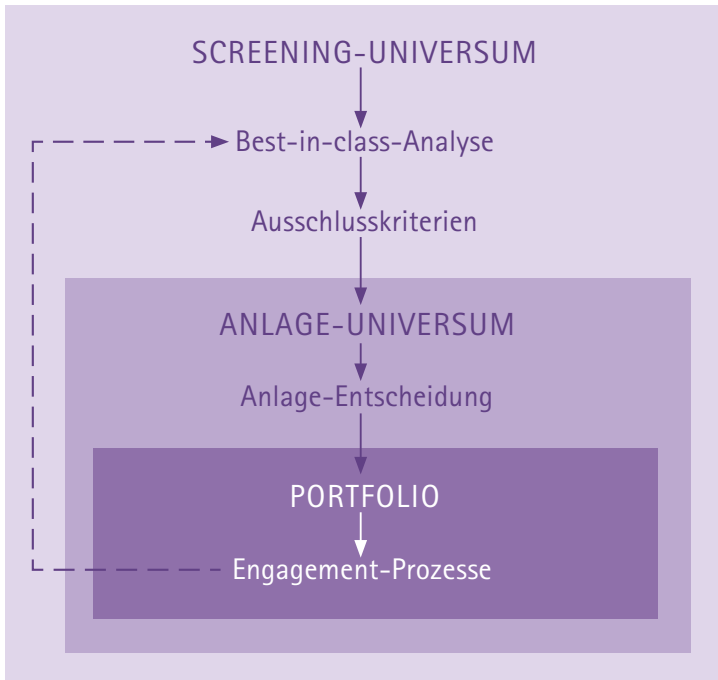 SCREENING-UNIVERSUM
Best-in-class-Analyse
Ausschlusskriterien
ANLAGE-UNIVERSUM
Anlage-Entscheidung
PORTFOLIO
Engagement-Prozesse